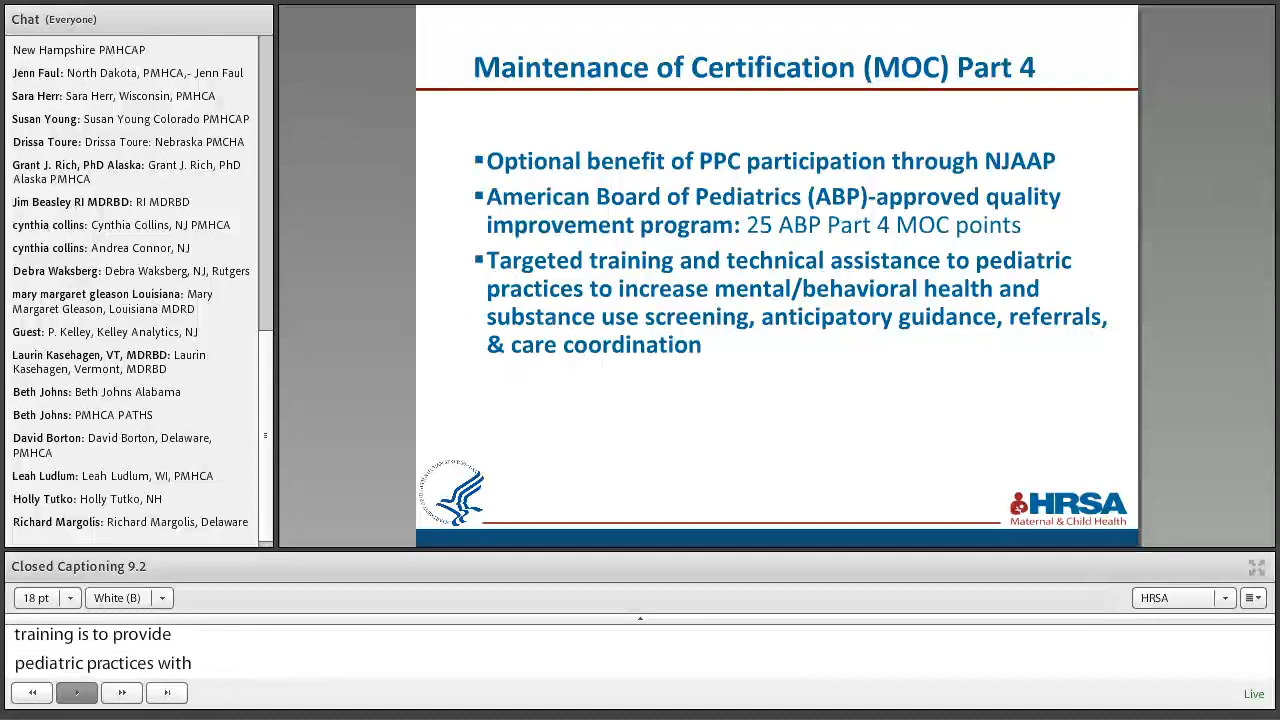 Chat (Everyone)
New Hampshire PMHCAP
Jenn Faul: North Dakota, PMHCA,- Jenn Faul
Sara Herr: Sara Herr, Wisconsin, PMHCA
Susan Young: Susan Young Colorado PMHCAP
Drissa Toure: Drissa Toure: Nebraska PMCHA
Grant J. Rich, PhD Alaska: Grant J. Rich, PhD
Alaska PMHCA
Jim Beasley RI MDRBD: RI MDRBD
cynthia collins: Cynthia Collins, NJ PMHCA
cynthia collins: Andrea Connor, NJ
Debra Waksberg: Debra Waksberg, NJ, Rutgers
mary margaret gleason Louisiana: Mary
Margaret Gleason, Louisiana MDRD
Guest: P. Kelley, Kelley Analytics, NJ
Laurin Kasehagen, VT, MDRBD: Laurin
Kasehagen, Vermont, MDRBD
Beth Johns: Beth Johns Alabama
Beth Johns: PMHCA PATHS
David Borton: David Borton, Delaware,
PMHCA
Leah Ludlum: Leah Ludlum, WI, PMHCA
Holly Tutko: Holly Tutko, NH
Richard Margolis: Richard Margolis, Delaware
Maintenance of Certification (MOC) Part 4
▪Optional benefit of PPC participation through NJAAP
▪American Board of Pediatrics (ABP)-approved quality
improvement program: 25 ABP Part 4 MOC points
▪Targeted training and technical assistance to pediatric
practices to increase mental/behavioral health and
substance use screening, anticipatory guidance, referrals,
& care coordination
HRSA
Maternal & Child Health
Closed Captioning 9.2
18 pt
White (B)
HRSA
training is to provide
pediatric practices with
Live